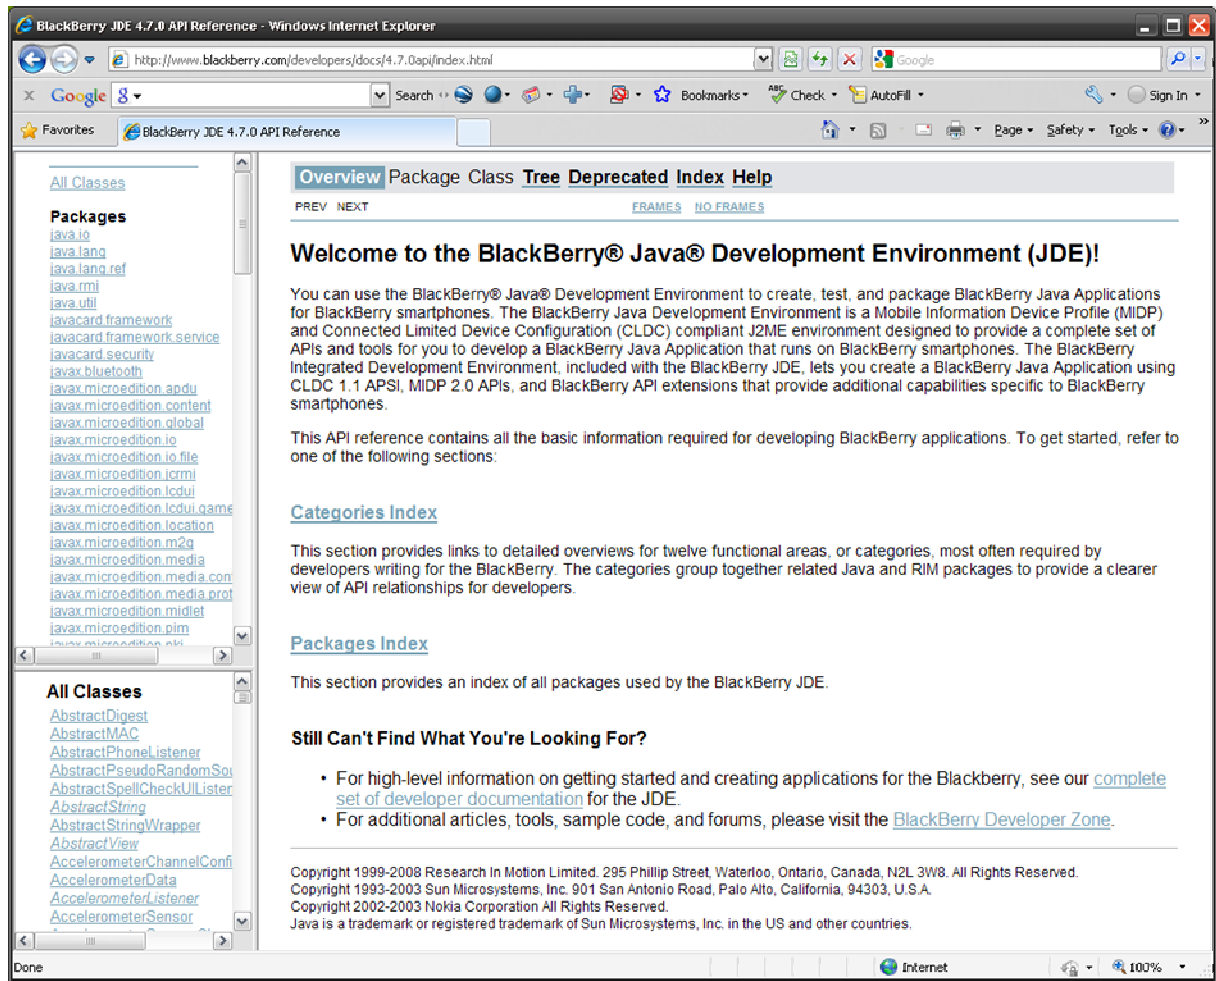 BlackBerry JDE 4.7.0 API Reference - Windows Internet Explorer
http://www.blackberry.com/developers/docs/4.7.0api/index.html
Google
x Google Search Bookmarks Check AutoFill Sign In
Favorites BlackBerry JDE 4.7.0 API Reference Page Safety Tools
All Classes
Packages
java.io
java.lang
java.lang.ref
java.rmi
java.util
javacard.framework
javacard.framework.service
javacard.security
javax.bluetooth
javax.microedition.apdu
javax.microedition.content
javax.microedition.global
javax.microedition.io
javax.microedition.io.file
javax.microedition.jcrmi
javax.microedition.lcdui
javax.microedition.lcdui.game
javax.microedition.location
javax.microedition.m2g
javax.microedition.media
javax.microedition.media.con
javax.microedition.media.prot
javax.microedition.midlet
javax.microedition.pim
javax.microedition.pki
All Classes
AbstractDigest
AbstractMAC
AbstractPhoneListener
AbstractPseudoRandomSou
AbstractSpellCheckUIListener
AbstractString
AbstractStringWrapper
AbstractView
AccelerometerChannelConfi
AccelerometerData
AccelerometerListener
AccelerometerSensor
Overview Package Class Tree Deprecated Index Help
PREV NEXT FRAMES NO FRAMES
Welcome to the BlackBerry® Java® Development Environment (JDE)!
You can use the BlackBerry® Java® Development Environment to create, test, and package BlackBerry Java Applications
for BlackBerry smartphones. The BlackBerry Java Development Environment is a Mobile Information Device Profile (MIDP)
and Connected Limited Device Configuration (CLDC) compliant J2ME environment designed to provide a complete set of
APIs and tools for you to develop a BlackBerry Java Application that runs on BlackBerry smartphones. The BlackBerry
Integrated Development Environment, included with the BlackBerry JDE, lets you create a BlackBerry Java Application using
CLDC 1.1 APSI, MIDP 2.0 APIs, and BlackBerry API extensions that provide additional capabilities specific to BlackBerry
smartphones.
This API reference contains all the basic information required for developing BlackBerry applications. To get started, refer to
one of the following sections:
Categories Index
This section provides links to detailed overviews for twelve functional areas, or categories, most often required by
developers writing for the BlackBerry. The categories group together related Java and RIM packages to provide a clearer
view of API relationships for developers.
Packages Index
This section provides an index of all packages used by the BlackBerry JDE.
Still Can't Find What You're Looking For?
• For high-level information on getting started and creating applications for the Blackberry, see our complete
set of developer documentation for the JDE.
• For additional articles, tools, sample code, and forums, please visit the BlackBerry Developer Zone.
Copyright 1999-2008 Research In Motion Limited. 295 Phillip Street, Waterloo, Ontario, Canada, N2L 3W8. All Rights Reserved.
Copyright 1993-2003 Sun Microsystems, Inc. 901 San Antonio Road, Palo Alto, California, 94303, U.S.A.
Copyright 2002-2003 Nokia Corporation All Rights Reserved.
Java is a trademark or registered trademark of Sun Microsystems, Inc. in the US and other countries.
Done Internet 100%